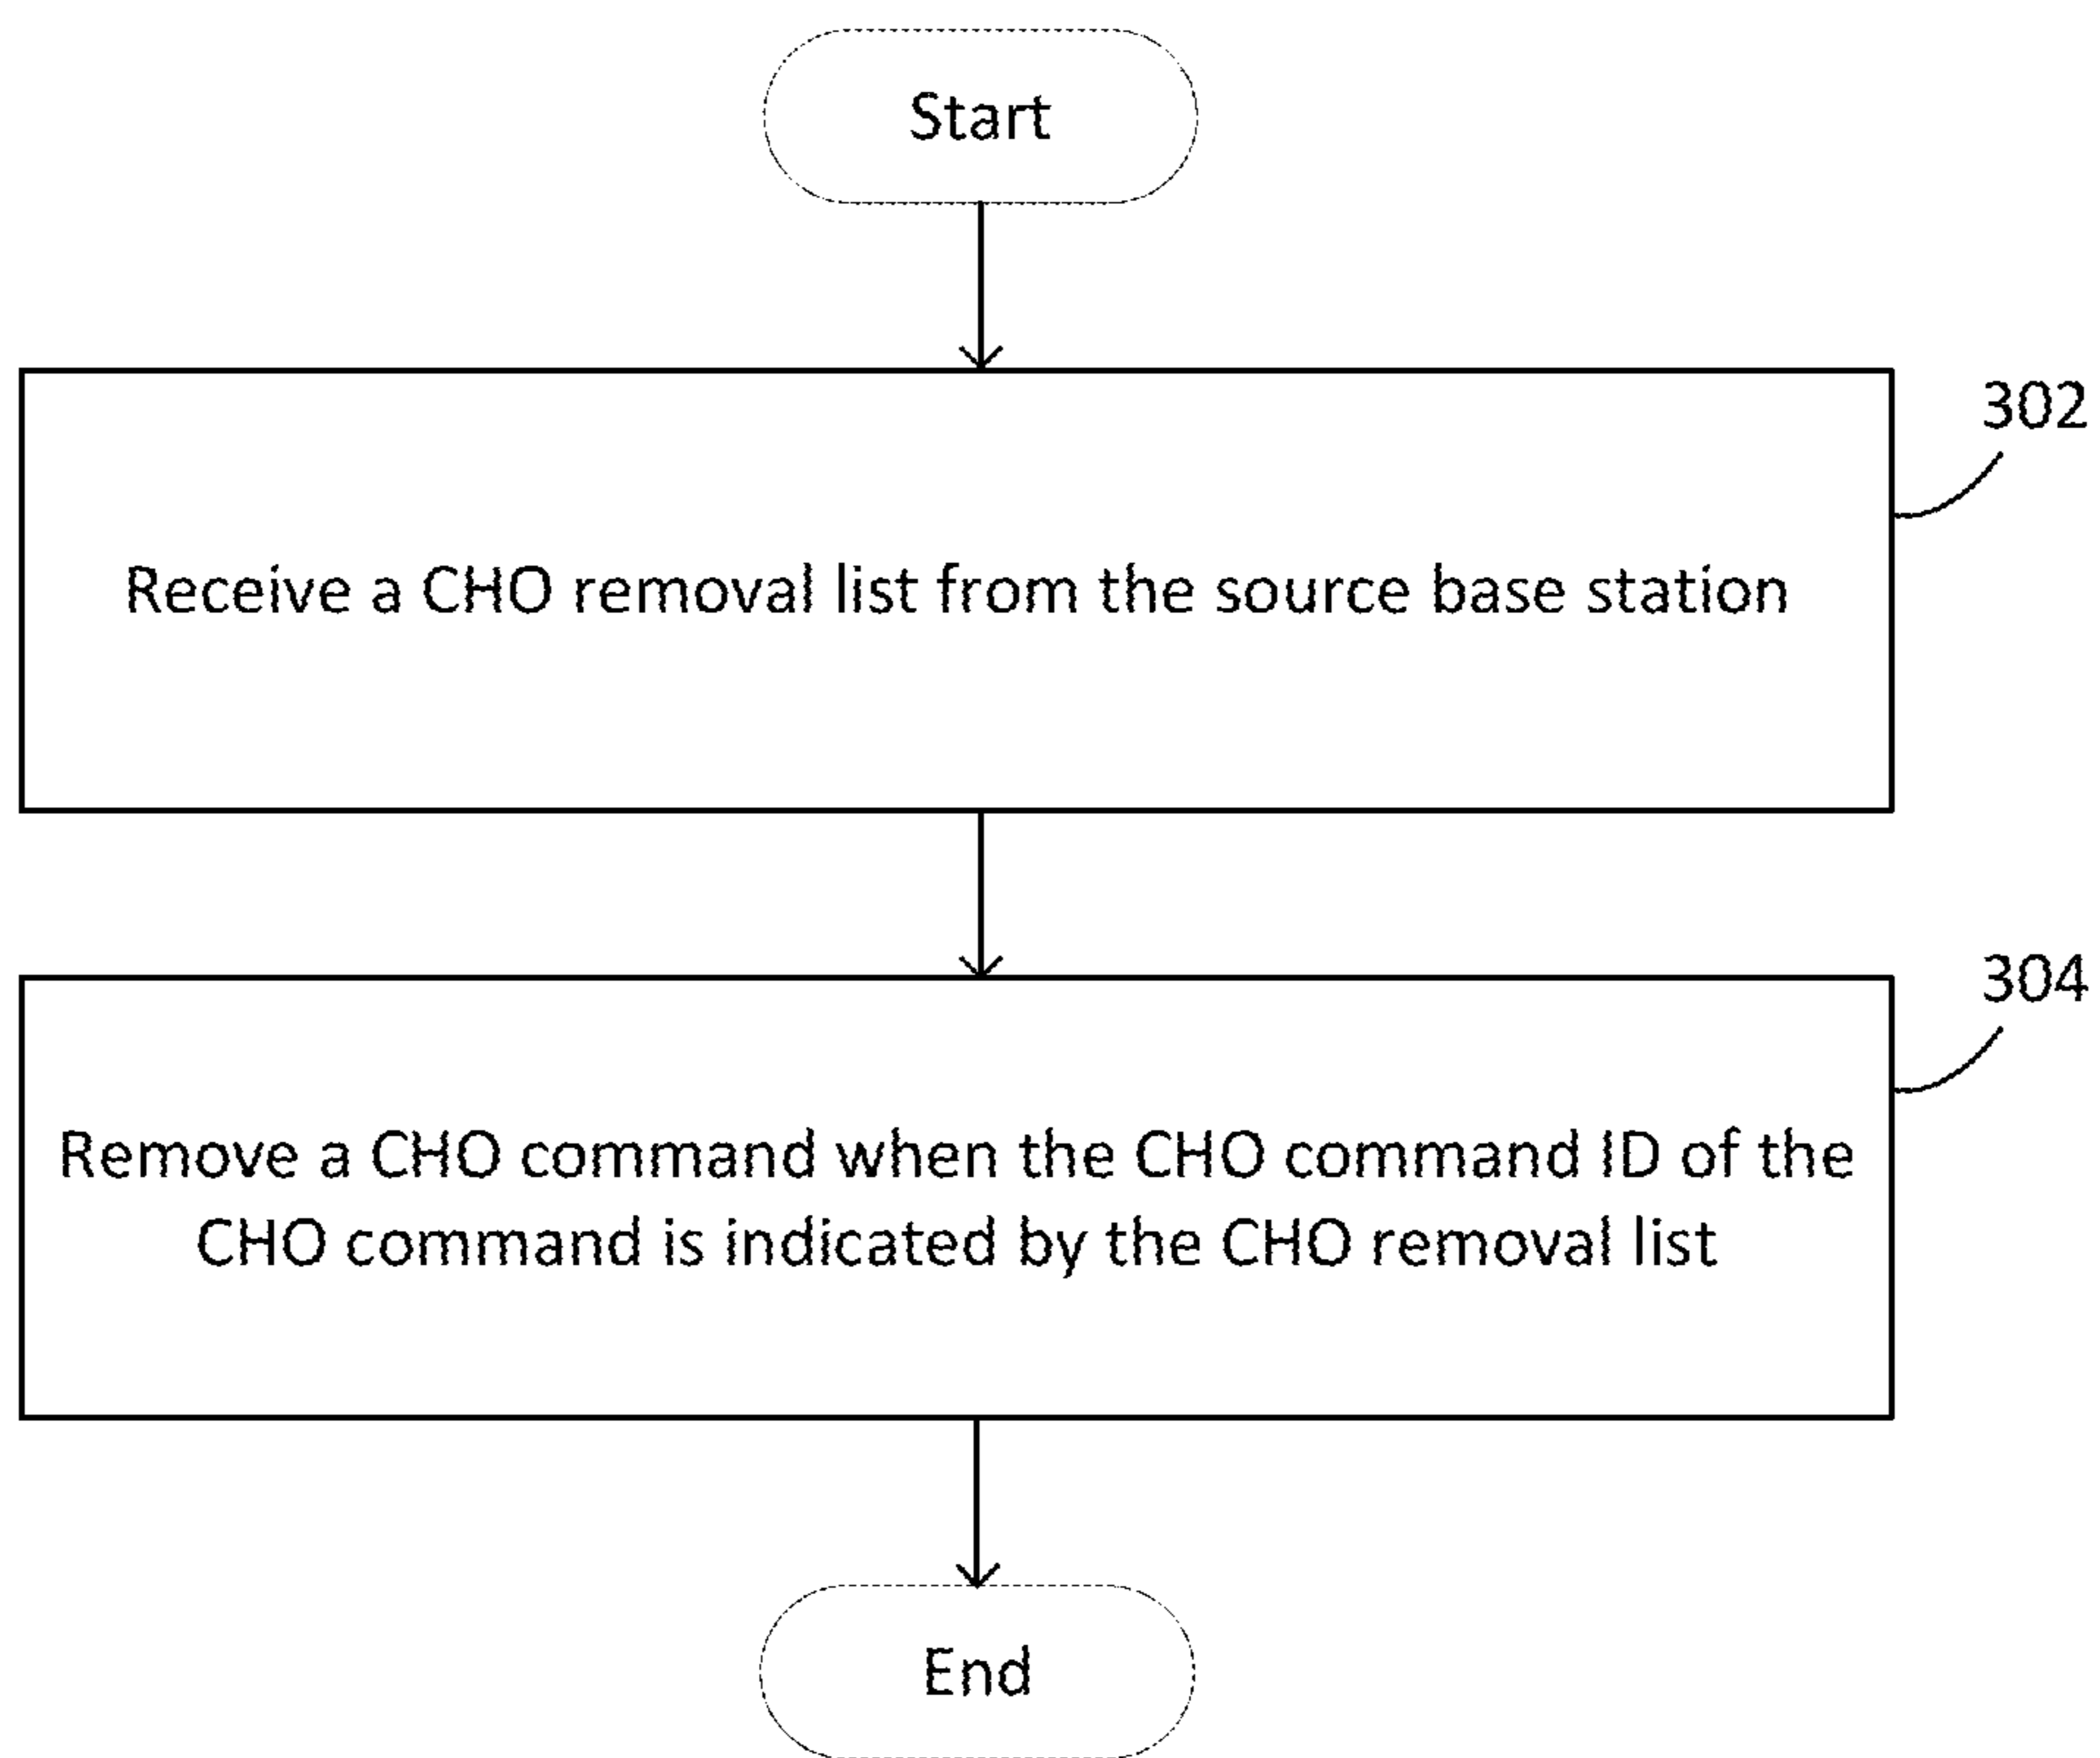 Start
302
Receive a CHO removal list from the source base station
304
Remove a CHO command when the CHO command ID of the
CHO command is indicated by the CHO removal list
End